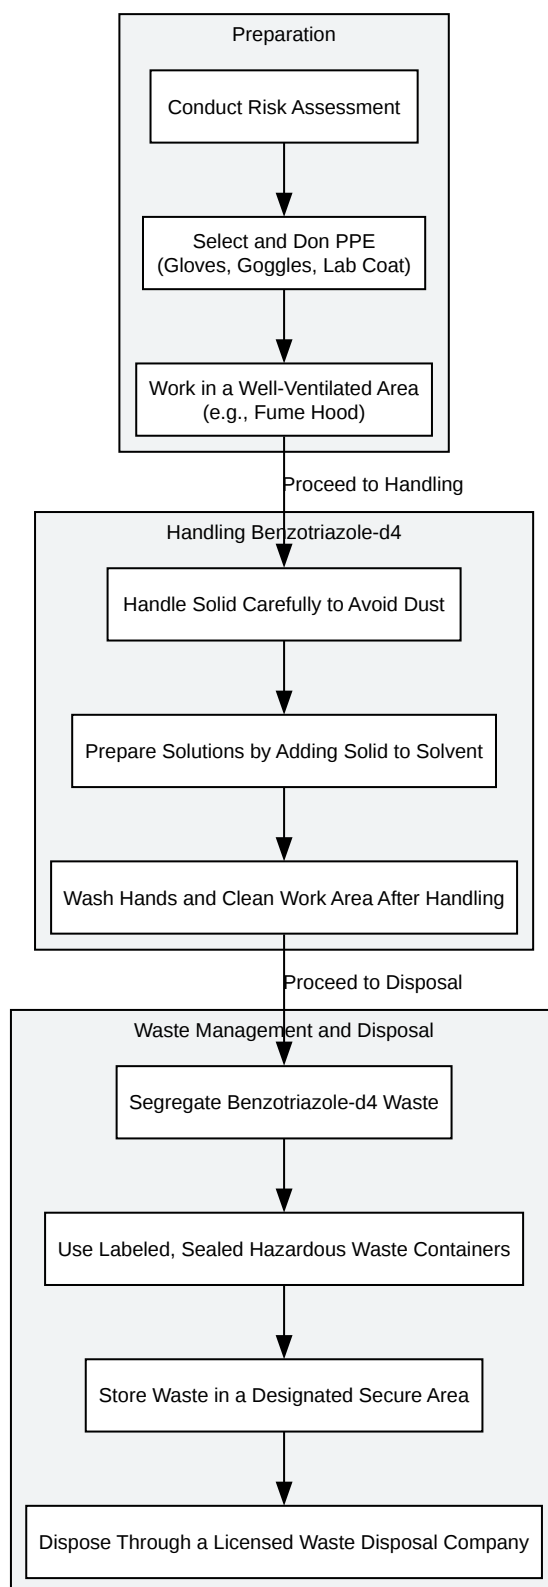 Preparation
Conduct Risk Assessment
Select and Don PPE
(Gloves, Goggles, Lab Coat)
Work in a Well-Ventilated Area
(e.g., Fume Hood)
Proceed to Handling
Handling Benzotriazole-d4
Handle Solid Carefully to Avoid Dust
Prepare Solutions by Adding Solid to Solvent
Wash Hands and Clean Work Area After Handling
Proceed to Disposal
Waste Management and Disposal
Segregate Benzotriazole-d4 Waste
Use Labeled, Sealed Hazardous Waste Containers
Store Waste in a Designated Secure Area
Dispose Through a Licensed Waste Disposal Company